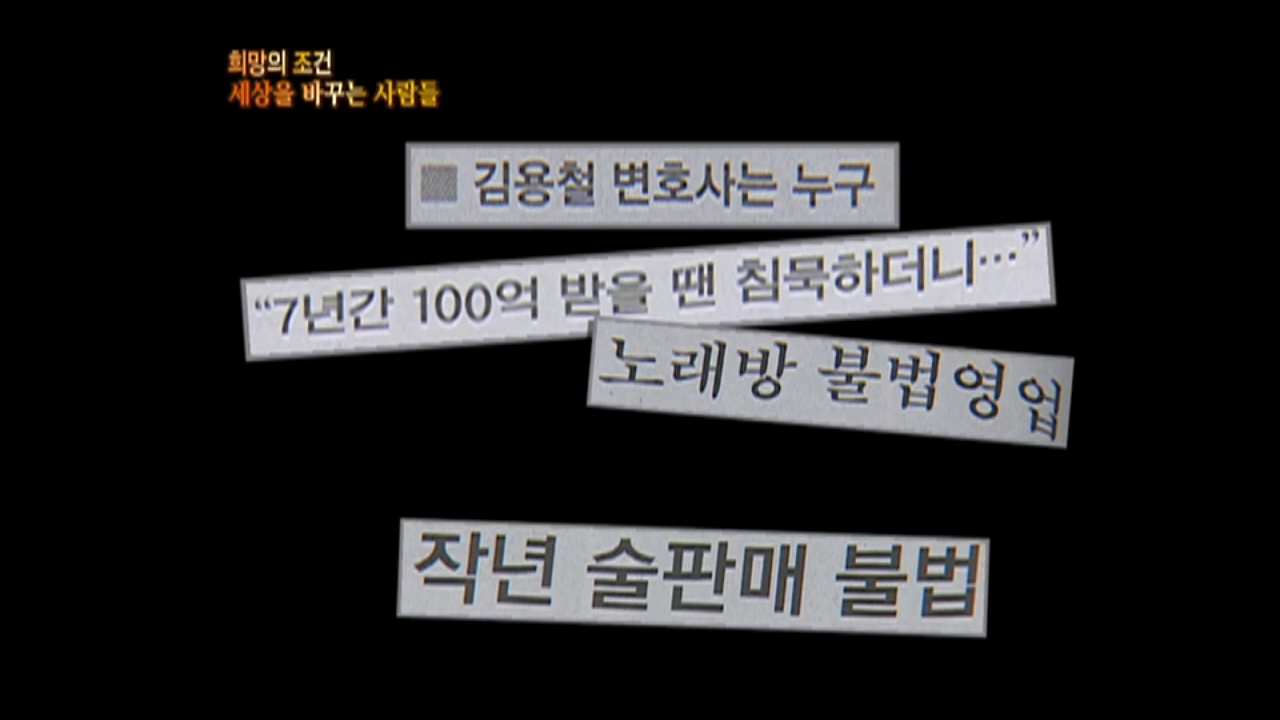 희망의 조건
세상을 바꾸는 사람들
■ 김용철 변호사는 누구
“7년간 100억 받을 땐 침묵하더니…”
노래방 불법영업
작년 술판매 불법